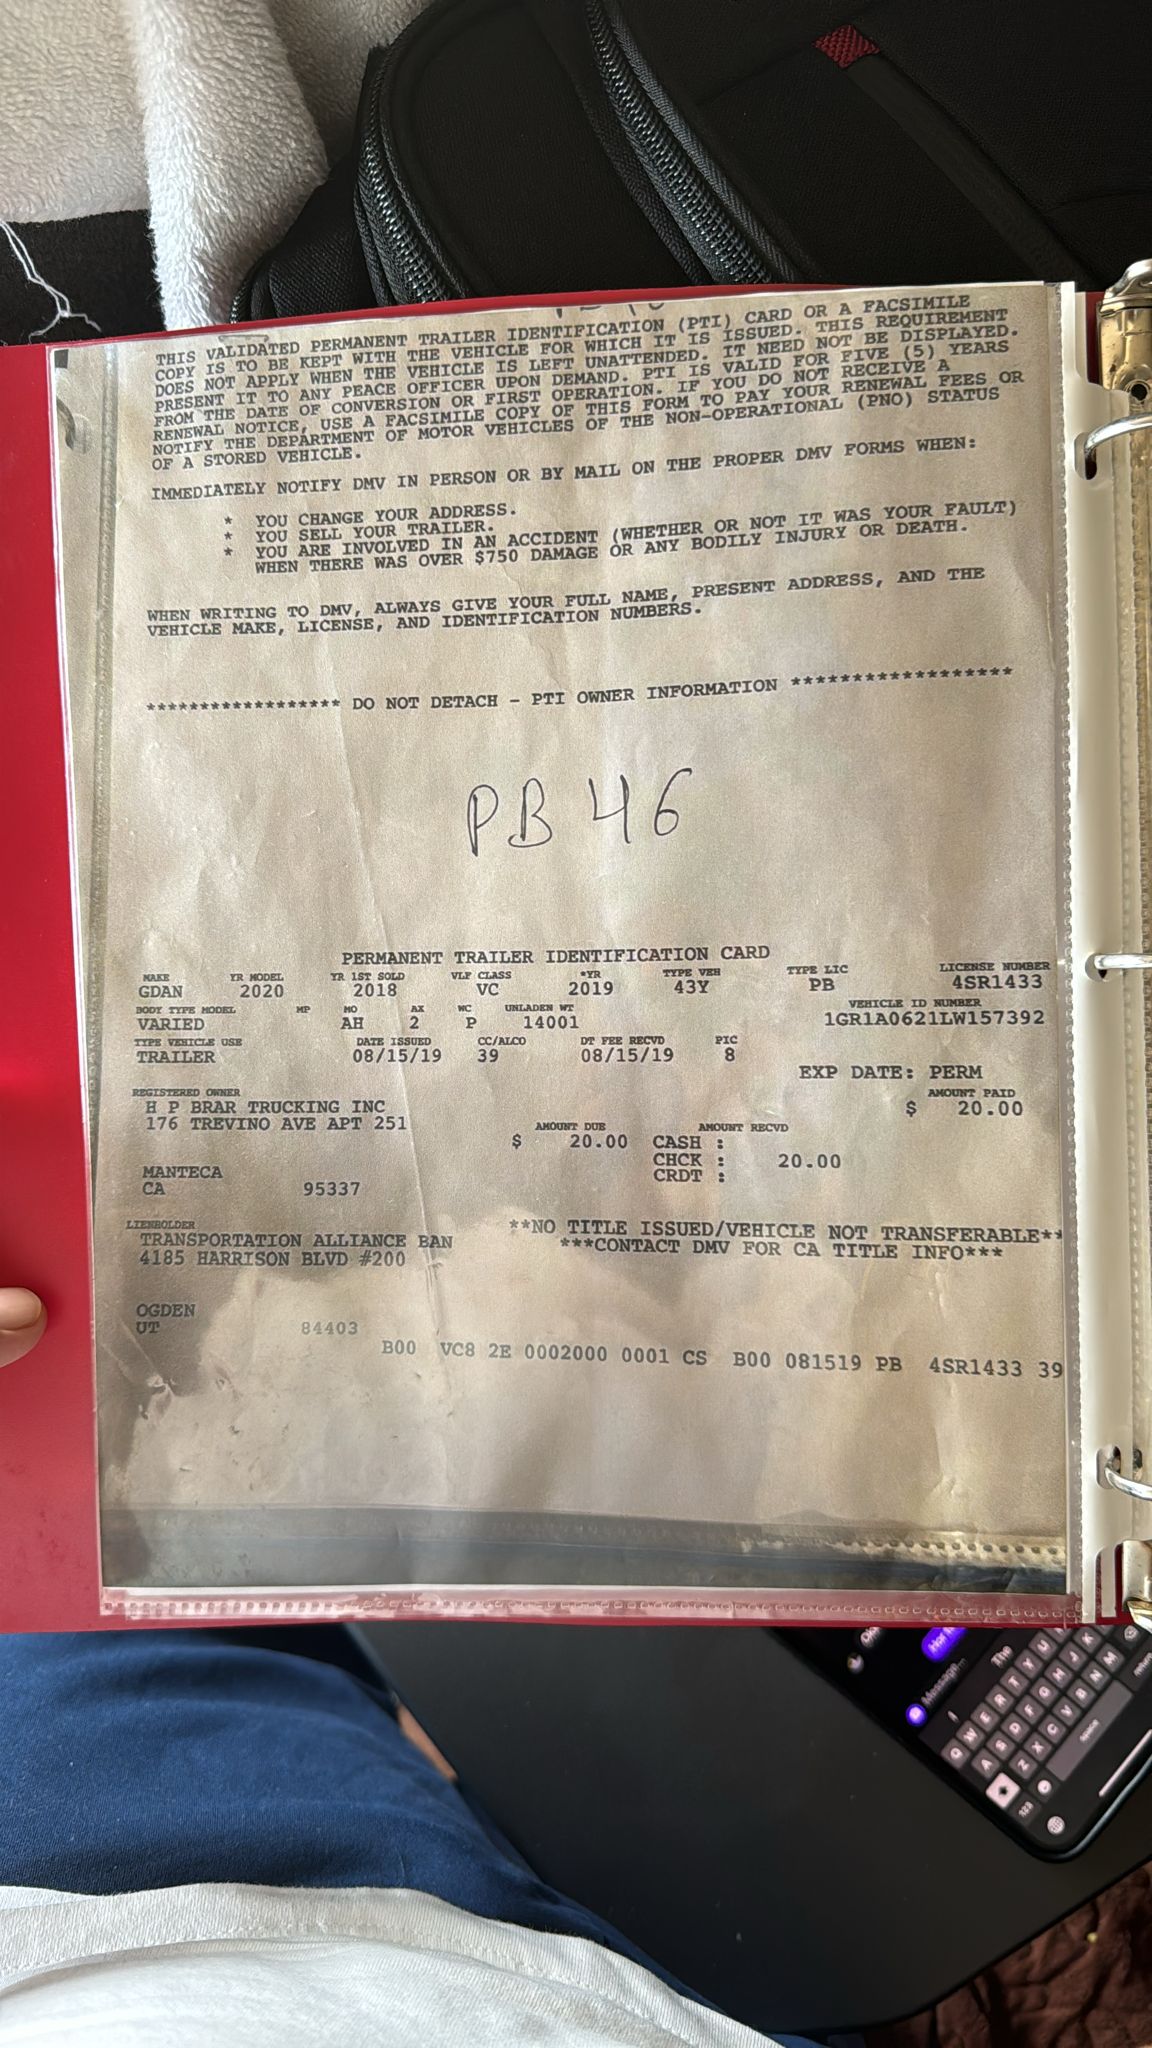 THIS VALIDATED PERMANENT TRAILER IDENTIFICATION (PTI) CARD OR A FACSIMILE
COPY IS TO BE KEPT WITH THE VEHICLE FOR WHICH IT IS ISSUED. THIS REQUIREMENT
DOES NOT APPLY WHEN THE VEHICLE IS LEFT UNATTENDED. IT NEED NOT BE DISPLAYED.
PRESENT IT TO ANY PEACE OFFICER UPON DEMAND. PTI IS VALID FOR FIVE (5) YEARS
FROM THE DATE OF CONVERSION OR FIRST OPERATION. IF YOU DO NOT RECEIVE A
RENEWAL NOTICE, USE A FACSIMILE COPY OF THIS FORM TO PAY YOUR RENEWAL FEES OR
NOTIFY THE DEPARTMENT OF MOTOR VEHICLES OF THE NON-OPERATIONAL (PNO) STATUS
OF A STORED VEHICLE.
IMMEDIATELY NOTIFY DMV IN PERSON OR BY MAIL ON THE PROPER DMV FORMS WHEN:
* YOU CHANGE YOUR ADDRESS.
* YOU SELL YOUR TRAILER.
* YOU ARE INVOLVED IN AN ACCIDENT (WHETHER OR NOT IT WAS YOUR FAULT)
WHEN THERE WAS OVER $750 DAMAGE OR ANY BODILY INJURY OR DEATH.
WHEN WRITING TO DMV, ALWAYS GIVE YOUR FULL NAME, PRESENT ADDRESS, AND THE
VEHICLE MAKE, LICENSE, AND IDENTIFICATION NUMBERS.
****************** DO NOT DETACH - PTI OWNER INFORMATION ******************
PB 46
PERMANENT TRAILER IDENTIFICATION CARD
MAKE YR MODEL YR 1ST SOLD VLF CLASS *YR TYPE VEH TYPE LIC LICENSE NUMBER
GDAN 2020 2018 VC 2019 43Y PB 4SR1433
BODY TYPE MODEL MP MO AX WC UNLADEN WT VEHICLE ID NUMBER
VARIED AH 2 P 14001 1GR1A0621LW157392
TYPE VEHICLE USE DATE ISSUED CC/ALCO DT FEE RECVD PIC
TRAILER 08/15/19 39 08/15/19 8
EXP DATE: PERM
REGISTERED OWNER AMOUNT PAID
H P BRAR TRUCKING INC $ 20.00
176 TREVINO AVE APT 251 AMOUNT DUE AMOUNT RECVD
$ 20.00 CASH :
CHCK : 20.00
MANTECA CRDT :
CA 95337
LIENHOLDER **NO TITLE ISSUED/VEHICLE NOT TRANSFERABLE**
TRANSPORTATION ALLIANCE BAN ***CONTACT DMV FOR CA TITLE INFO***
4185 HARRISON BLVD #200
OGDEN
UT 84403
B00 VC8 2E 0002000 0001 CS B00 081519 PB 4SR1433 39
Message
The
Q W E R T Y U
A S D F G H J K
Z X C V B N M
123 space return